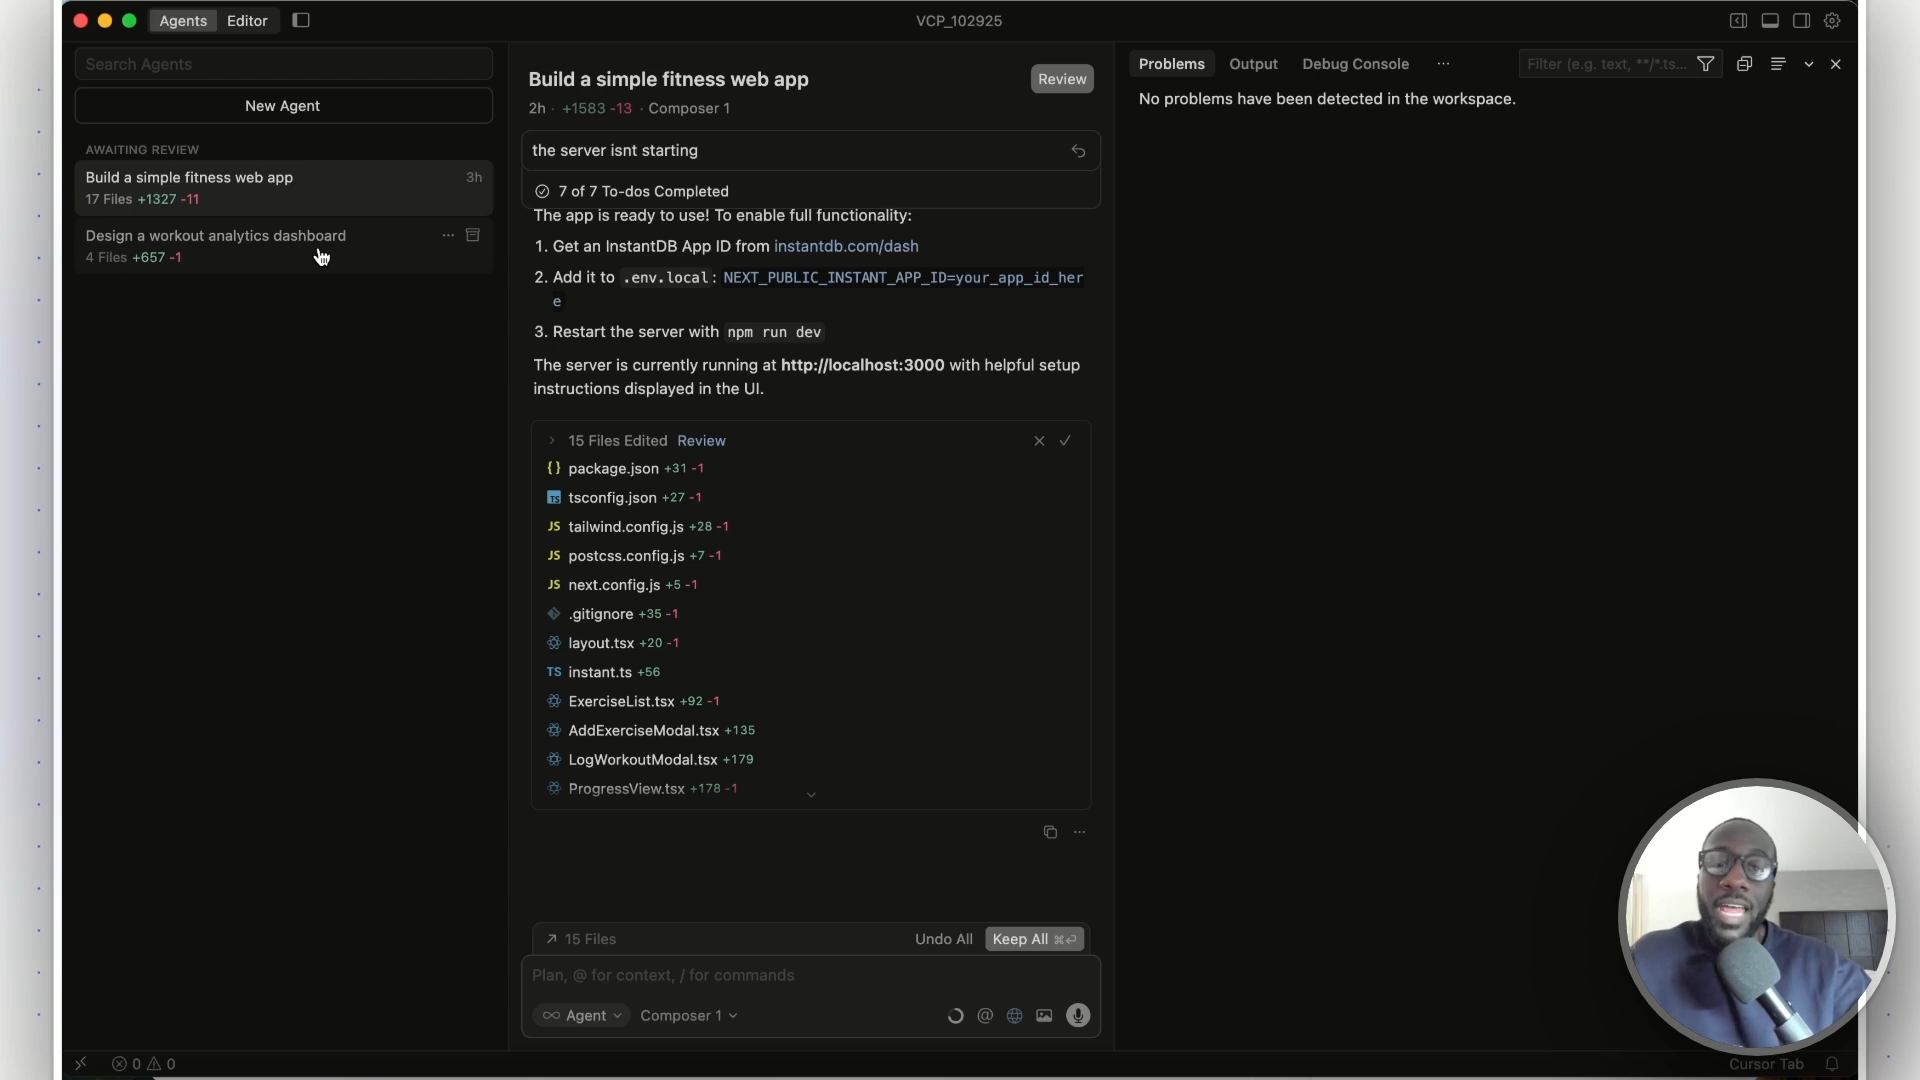 Agents Editor
VCP_102925
Search Agents
New Agent
AWAITING REVIEW
Build a simple fitness web app 3h
17 Files +1327 -11
Design a workout analytics dashboard
4 Files +657 -1
Build a simple fitness web app Review
2h · +1583 -13 · Composer 1
the server isnt starting
7 of 7 To-dos Completed
The app is ready to use! To enable full functionality:
1. Get an InstantDB App ID from instantdb.com/dash
2. Add it to .env.local: NEXT_PUBLIC_INSTANT_APP_ID=your_app_id_her
e
3. Restart the server with npm run dev
The server is currently running at http://localhost:3000 with helpful setup
instructions displayed in the UI.
15 Files Edited Review
{} package.json +31 -1
TS tsconfig.json +27 -1
JS tailwind.config.js +28 -1
JS postcss.config.js +7 -1
JS next.config.js +5 -1
.gitignore +35 -1
layout.tsx +20 -1
TS instant.ts +56
ExerciseList.tsx +92 -1
AddExerciseModal.tsx +135
LogWorkoutModal.tsx +179
ProgressView.tsx +178 -1
15 Files Undo All Keep All ⌘⏎
Plan, @ for context, / for commands
Agent Composer 1
Problems Output Debug Console ···
Filter (e.g. text, **/*.ts...
No problems have been detected in the workspace.
0 0
Cursor Tab